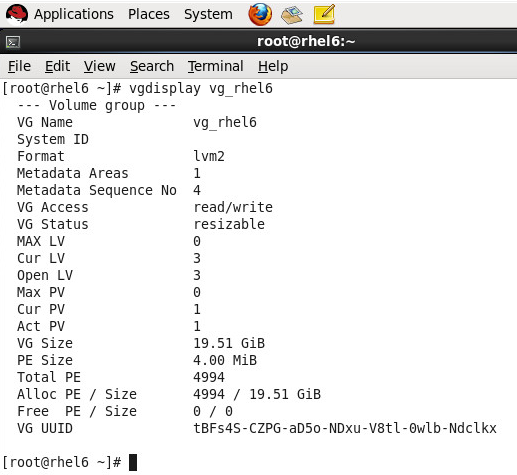 Applications Places System
root@rhel6:~
File Edit View Search Terminal Help
[root@rhel6 ~]# vgdisplay vg_rhel6
--- Volume group ---
VG Name vg_rhel6
System ID
Format lvm2
Metadata Areas 1
Metadata Sequence No 4
VG Access read/write
VG Status resizable
MAX LV 0
Cur LV 3
Open LV 3
Max PV 0
Cur PV 1
Act PV 1
VG Size 19.51 GiB
PE Size 4.00 MiB
Total PE 4994
Alloc PE / Size 4994 / 19.51 GiB
Free PE / Size 0 / 0
VG UUID tBFs4S-CZPG-aD5o-NDxu-V8tl-0wlb-Ndclkx
[root@rhel6 ~]#